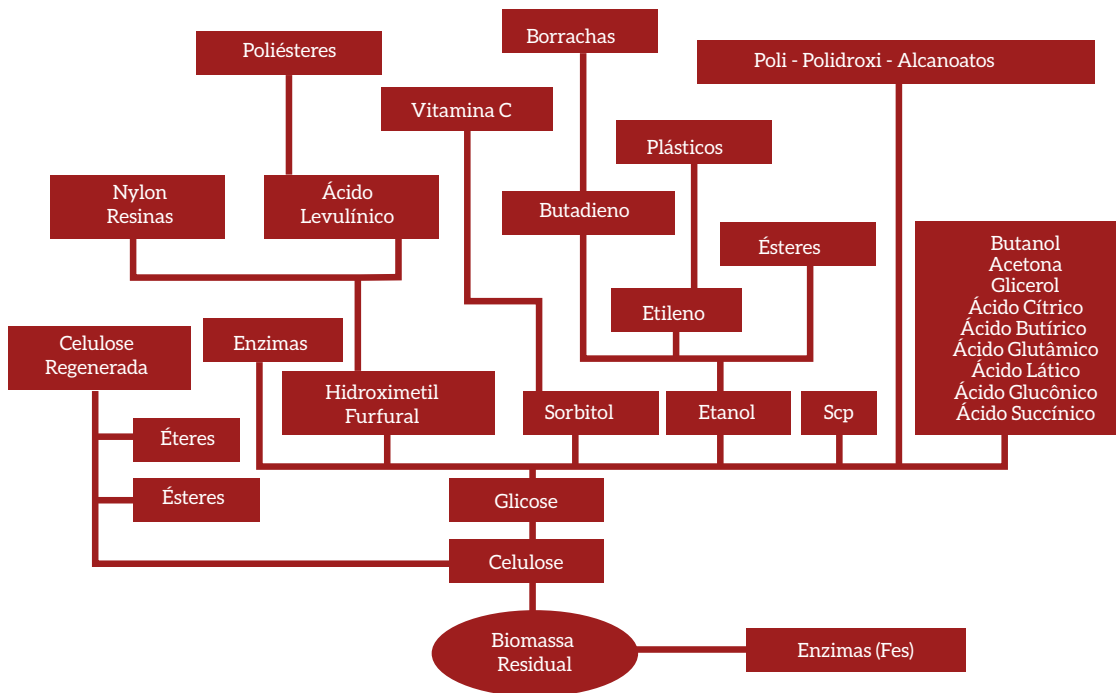 Borrachas
Poliésteres
Poli - Polidroxi - Alcanoatos
Vitamina C
Plásticos
Nylon
Resinas
Ácido
Levulínico
Butadieno
Ésteres
Butanol
Acetona
Glicerol
Ácido Cítrico
Ácido Butírico
Ácido Glutâmico
Ácido Lático
Ácido Glucônico
Ácido Succínico
Etileno
Celulose
Regenerada
Enzimas
Hidroximetil
Furfural
Sorbitol
Etanol
Scp
Éteres
Ésteres
Glicose
Celulose
Biomassa
Residual
Enzimas (Fes)